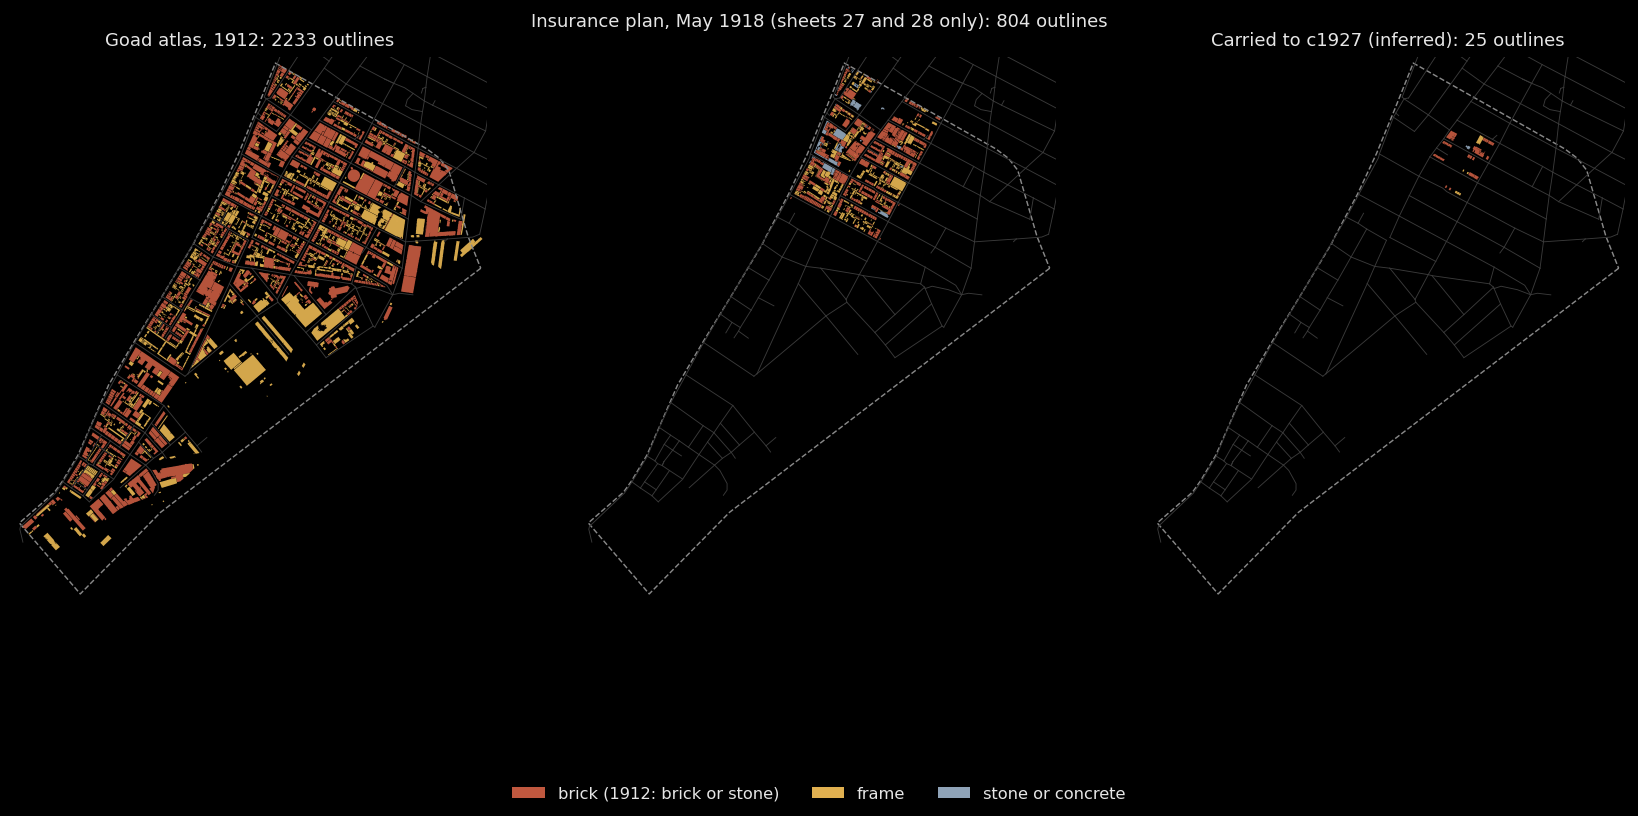 Insurance plan, May 1918 (sheets 27 and 28 only): 804 outlines
Goad atlas, 1912: 2233 outlines
Carried to c1927 (inferred): 25 outlines
brick (1912: brick or stone)
frame
stone or concrete